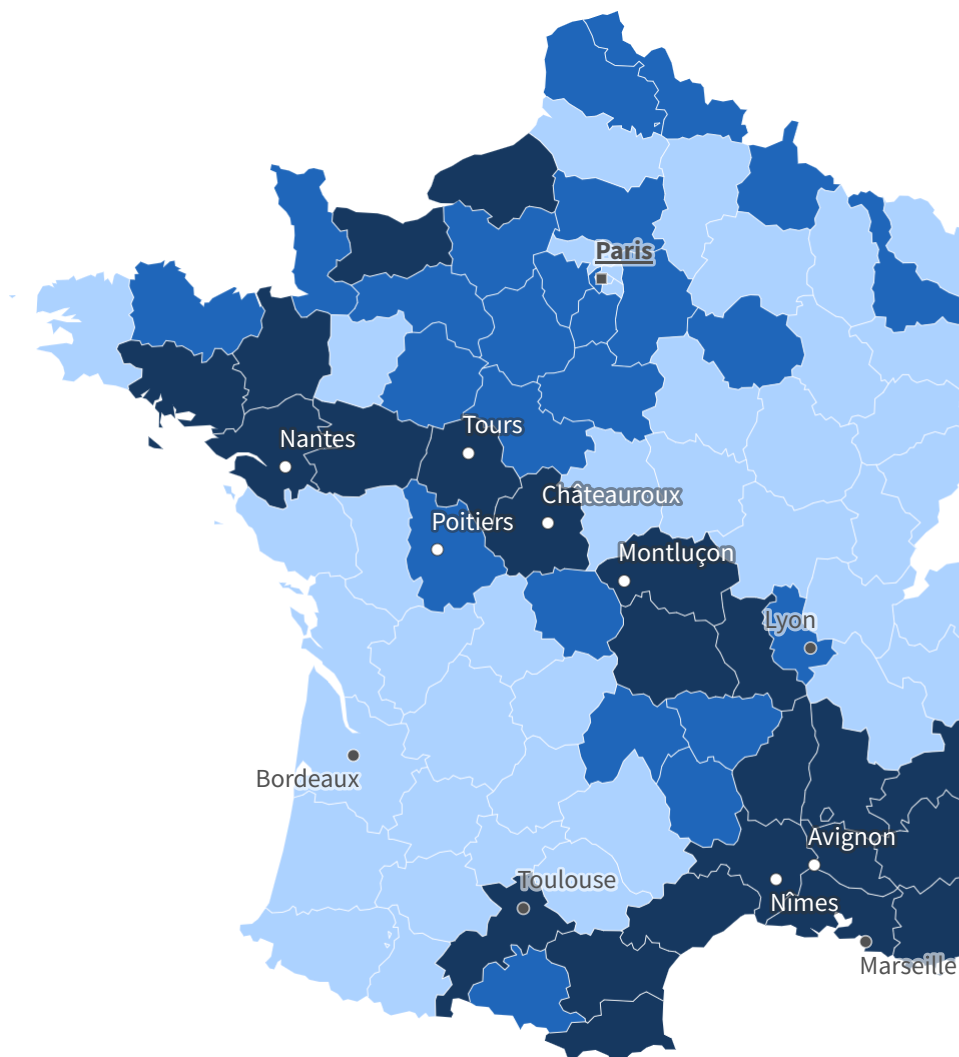 Paris
Tours
Nantes
Châteauroux
Poitiers
Montluçon
Lyon
Bordeaux
Avignon
Toulouse
Nîmes
Marseille